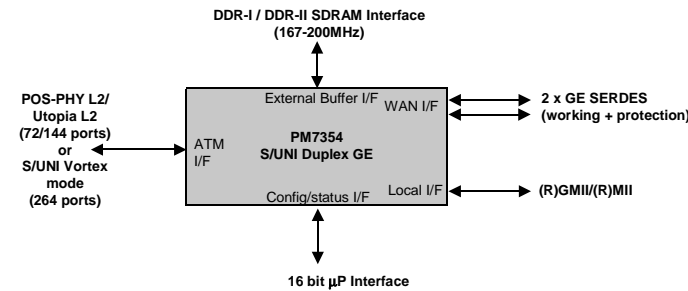 DDR-I / DDR-II SDRAM Interface
(167-200MHz)
POS-PHY L2/
Utopia L2
(72/144 ports)
or
S/UNI Vortex
mode
(264 ports)
External Buffer I/F
WAN I/F
ATM
I/F
PM7354
S/UNI Duplex GE
Config/status I/F
Local I/F
2 x GE SERDES
(working + protection)
(R)GMII/(R)MII
16 bit µP Interface